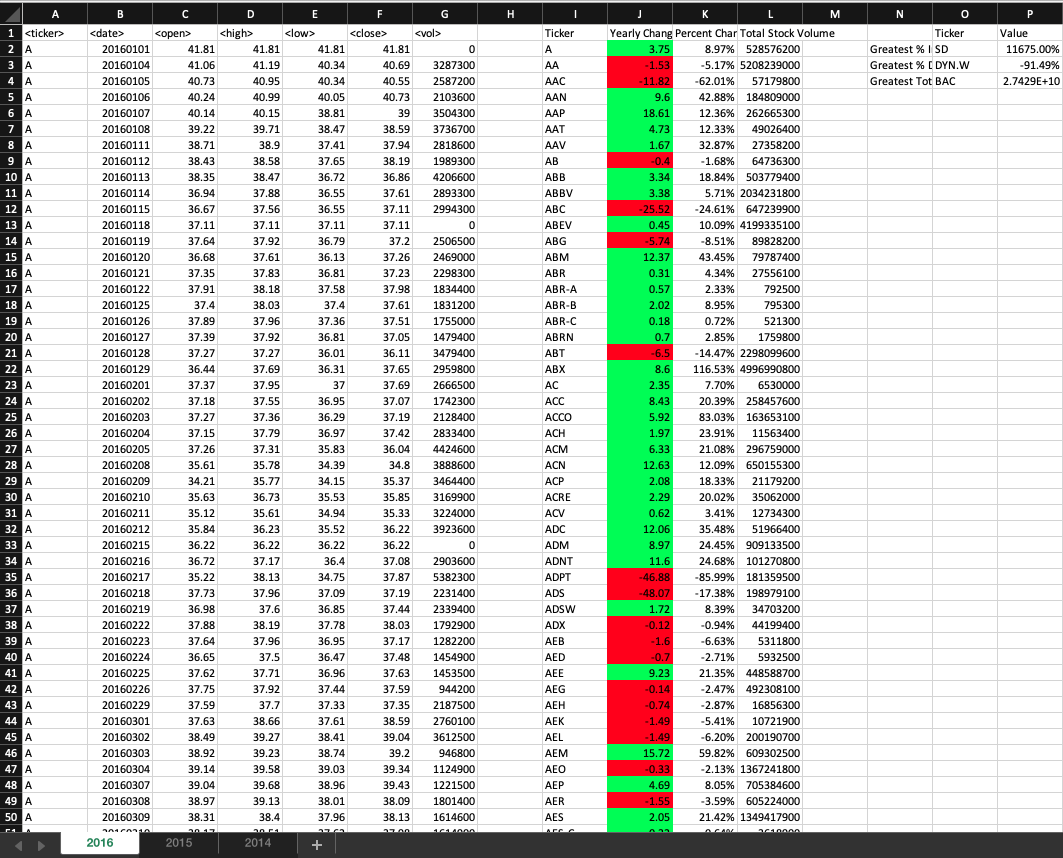 A B C D E F G H I J K L M N O P
1 <ticker> <date> <open> <high> <low> <close> <vol> Ticker Yearly Chang Percent Char Total Stock Volume Ticker Value
2 A 20160101 41.81 41.81 41.81 41.81 0 A 3.75 8.97% 528576200 Greatest % I SD 11675.00%
3 A 20160104 41.06 41.19 40.34 40.69 3287300 AA -1.53 -5.17% 5208239000 Greatest % D DYN.W -91.49%
4 A 20160105 40.73 40.95 40.34 40.55 2587200 AAC -11.82 -62.01% 57179800 Greatest Tot BAC 2.7429E+10
5 A 20160106 40.24 40.99 40.05 40.73 2103600 AAN 9.6 42.88% 184809000
6 A 20160107 40.14 40.15 38.81 39 3504300 AAP 18.61 12.36% 262665300
7 A 20160108 39.22 39.71 38.47 38.59 3736700 AAT 4.73 12.33% 49026400
8 A 20160111 38.71 38.9 37.41 37.94 2818600 AAV 1.67 32.87% 27358200
9 A 20160112 38.43 38.58 37.65 38.19 1989300 AB -0.4 -1.68% 64736300
10 A 20160113 38.35 38.47 36.72 36.86 4206600 ABB 3.34 18.84% 503779400
11 A 20160114 36.94 37.88 36.55 37.61 2893300 ABBV 3.38 5.71% 2034231800
12 A 20160115 36.67 37.56 36.55 37.11 2994300 ABC -25.52 -24.61% 647239900
13 A 20160118 37.11 37.11 37.11 37.11 0 ABEV 0.45 10.09% 4199335100
14 A 20160119 37.64 37.92 36.79 37.2 2506500 ABG -5.74 -8.51% 89828200
15 A 20160120 36.68 37.61 36.13 37.26 2469000 ABM 12.37 43.45% 79787400
16 A 20160121 37.35 37.83 36.81 37.23 2298300 ABR 0.31 4.34% 27556100
17 A 20160122 37.91 38.18 37.58 37.98 1834400 ABR-A 0.57 2.33% 792500
18 A 20160125 37.4 38.03 37.4 37.61 1831200 ABR-B 2.02 8.95% 795300
19 A 20160126 37.89 37.96 37.36 37.51 1755000 ABR-C 0.18 0.72% 521300
20 A 20160127 37.39 37.92 36.81 37.05 1479400 ABRN 0.7 2.85% 1759800
21 A 20160128 37.27 37.27 36.01 36.11 3479400 ABT -6.5 -14.47% 2298099600
22 A 20160129 36.44 37.69 36.31 37.65 2959800 ABX 8.6 116.53% 4996990800
23 A 20160201 37.37 37.95 37 37.69 2666500 AC 2.35 7.70% 6530000
24 A 20160202 37.18 37.55 36.95 37.07 1742300 ACC 8.43 20.39% 258457600
25 A 20160203 37.27 37.36 36.29 37.19 2128400 ACCO 5.92 83.03% 163653100
26 A 20160204 37.15 37.79 36.97 37.42 2833400 ACH 1.97 23.91% 11563400
27 A 20160205 37.26 37.31 35.83 36.04 4424600 ACM 6.33 21.08% 296759000
28 A 20160208 35.61 35.78 34.39 34.8 3888600 ACN 12.63 12.09% 650155300
29 A 20160209 34.21 35.77 34.15 35.37 3464400 ACP 2.08 18.33% 21179200
30 A 20160210 35.63 36.73 35.53 35.85 3169900 ACRE 2.29 20.02% 35062000
31 A 20160211 35.12 35.61 34.94 35.33 3224000 ACV 0.62 3.41% 12734300
32 A 20160212 35.84 36.23 35.52 36.22 3923600 ADC 12.06 35.48% 51966400
33 A 20160215 36.22 36.22 36.22 36.22 0 ADM 8.97 24.45% 909133500
34 A 20160216 36.72 37.17 36.4 37.08 2903600 ADNT 11.6 24.68% 101270800
35 A 20160217 35.22 38.13 34.75 37.87 5382300 ADPT -46.88 -85.99% 181359500
36 A 20160218 37.73 37.96 37.09 37.19 2231400 ADS -48.07 -17.38% 198979100
37 A 20160219 36.98 37.6 36.85 37.44 2339400 ADSW 1.72 8.39% 34703200
38 A 20160222 37.88 38.19 37.78 38.03 1792900 ADX -0.12 -0.94% 44199400
39 A 20160223 37.64 37.96 36.95 37.17 1282200 AEB -1.6 -6.63% 5311800
40 A 20160224 36.65 37.5 36.47 37.48 1454900 AED -0.7 -2.71% 5932500
41 A 20160225 37.62 37.71 36.96 37.63 1453500 AEE 9.23 21.35% 448588700
42 A 20160226 37.75 37.92 37.44 37.59 944200 AEG -0.14 -2.47% 492308100
43 A 20160229 37.59 37.7 37.33 37.35 2187500 AEH -0.74 -2.87% 16856300
44 A 20160301 37.63 38.66 37.61 38.59 2760100 AEK -1.49 -5.41% 10721900
45 A 20160302 38.49 39.27 38.41 39.04 3612500 AEL -1.49 -6.20% 200190700
46 A 20160303 38.92 39.23 38.74 39.2 946800 AEM 15.72 59.82% 609302500
47 A 20160304 39.14 39.58 39.03 39.34 1124900 AEO -0.33 -2.13% 1367241800
48 A 20160307 39.04 39.68 38.96 39.43 1221500 AEP 4.69 8.05% 705384600
49 A 20160308 38.97 39.13 38.01 38.09 1801400 AER -1.55 -3.59% 605224000
50 A 20160309 38.31 38.4 37.96 38.13 1614600 AES 2.05 21.42% 1349417900
2016 2015 2014 +